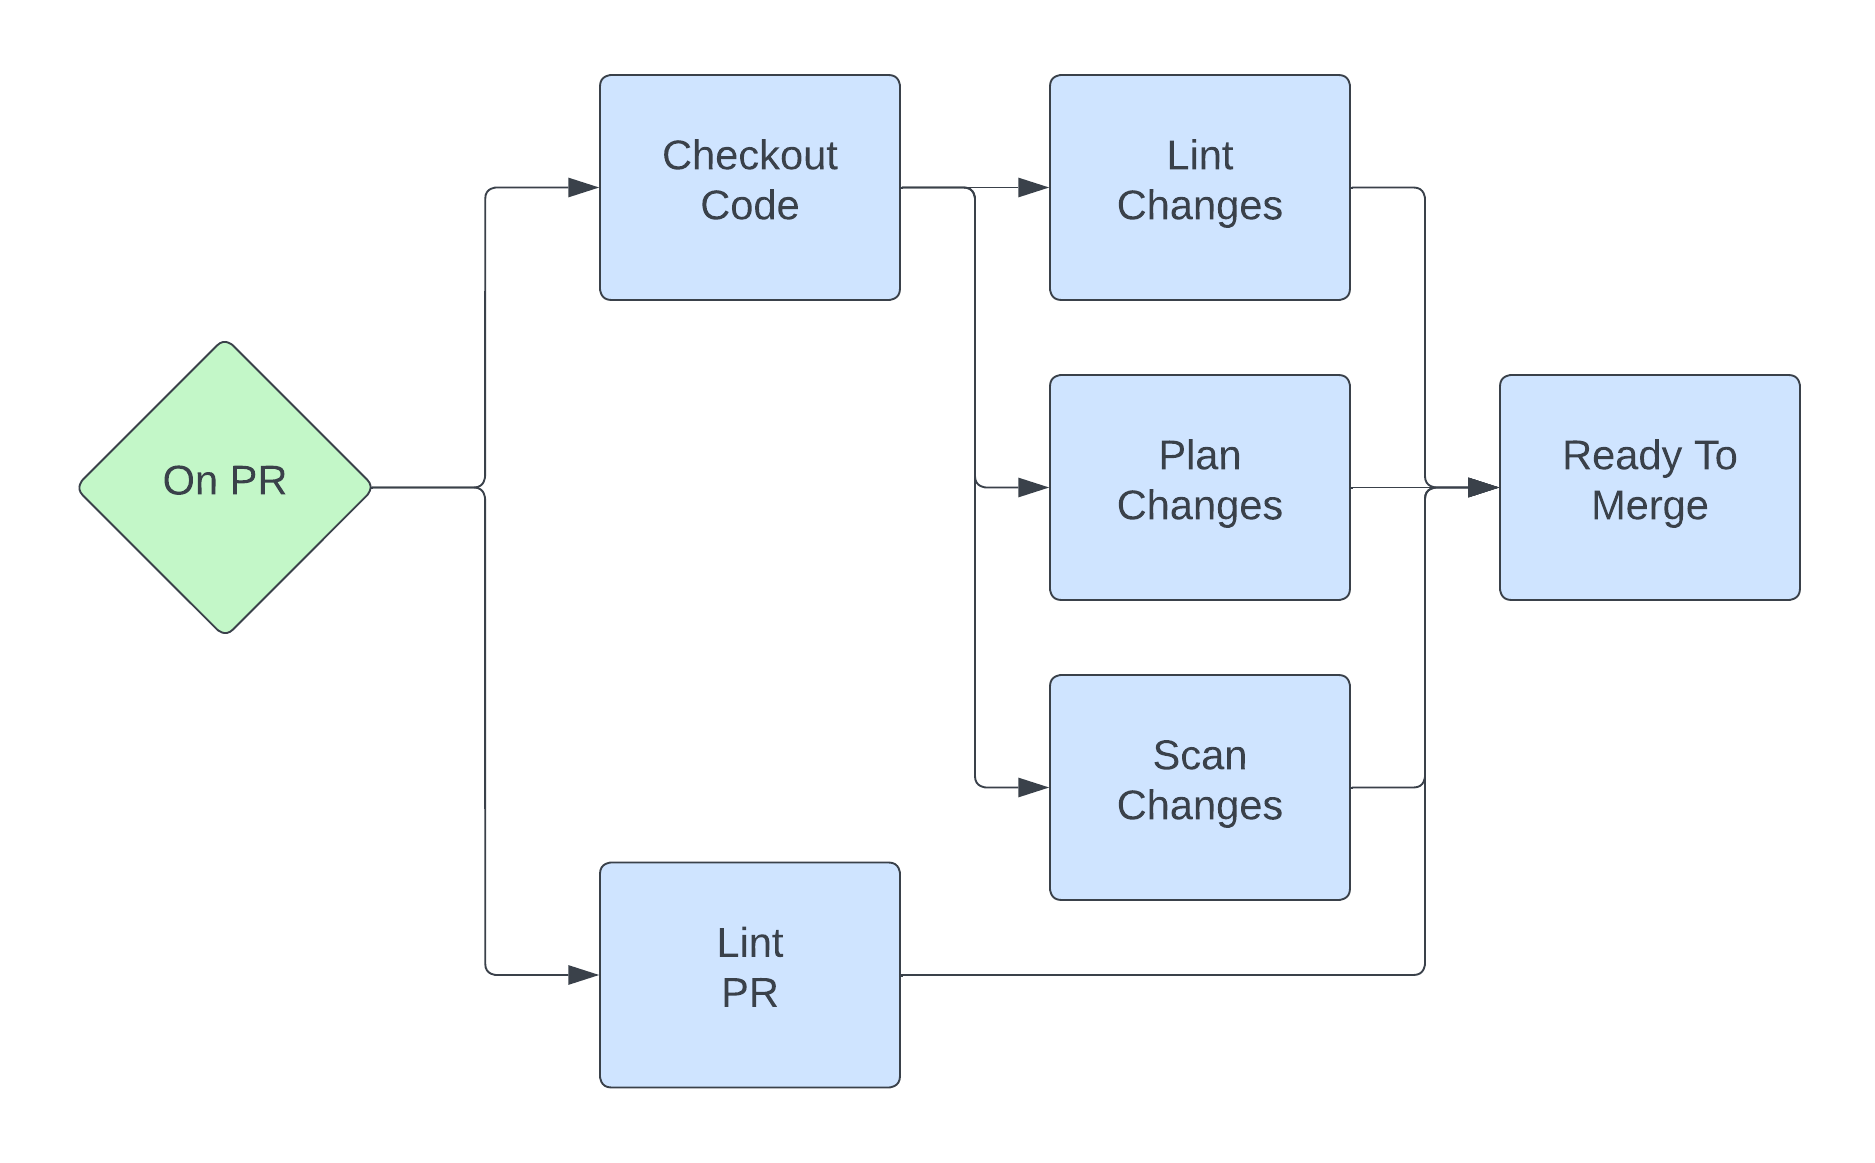 Checkout
Code
Lint
Changes
On PR
Plan
Changes
Ready To
Merge
Scan
Changes
Lint
PR